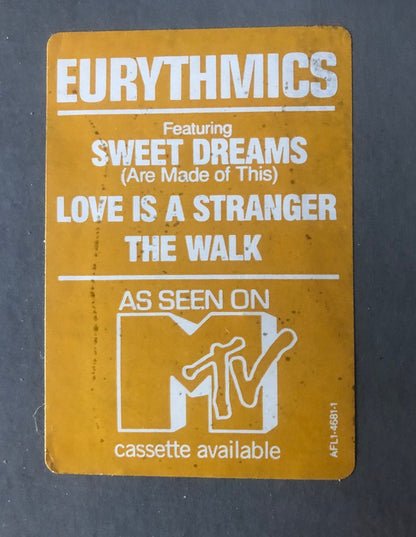 EURYTHMICS
Featuring
SWEET DREAMS
(Are Made of This)
LOVE IS A STRANGER
THE WALK
AS SEEN ON
MTV
cassette available
AFL1-4681-1